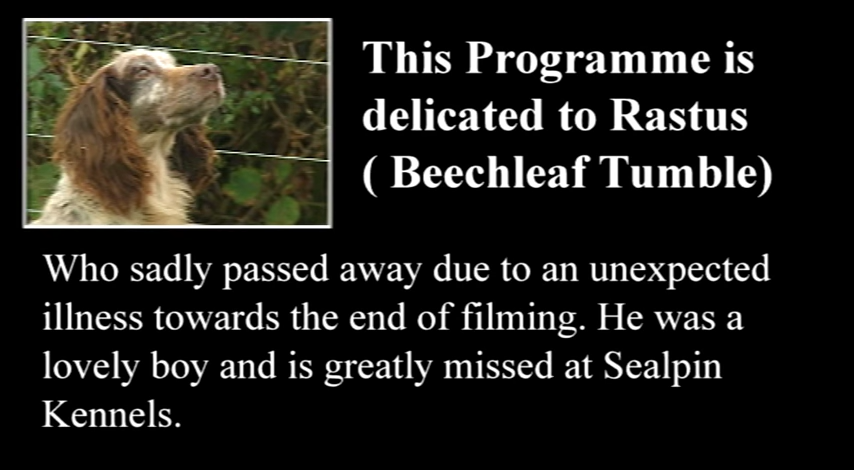 This Programme is
delicated to Rastus
( Beechleaf Tumble)
Who sadly passed away due to an unexpected
illness towards the end of filming. He was a
lovely boy and is greatly missed at Sealpin
Kennels.